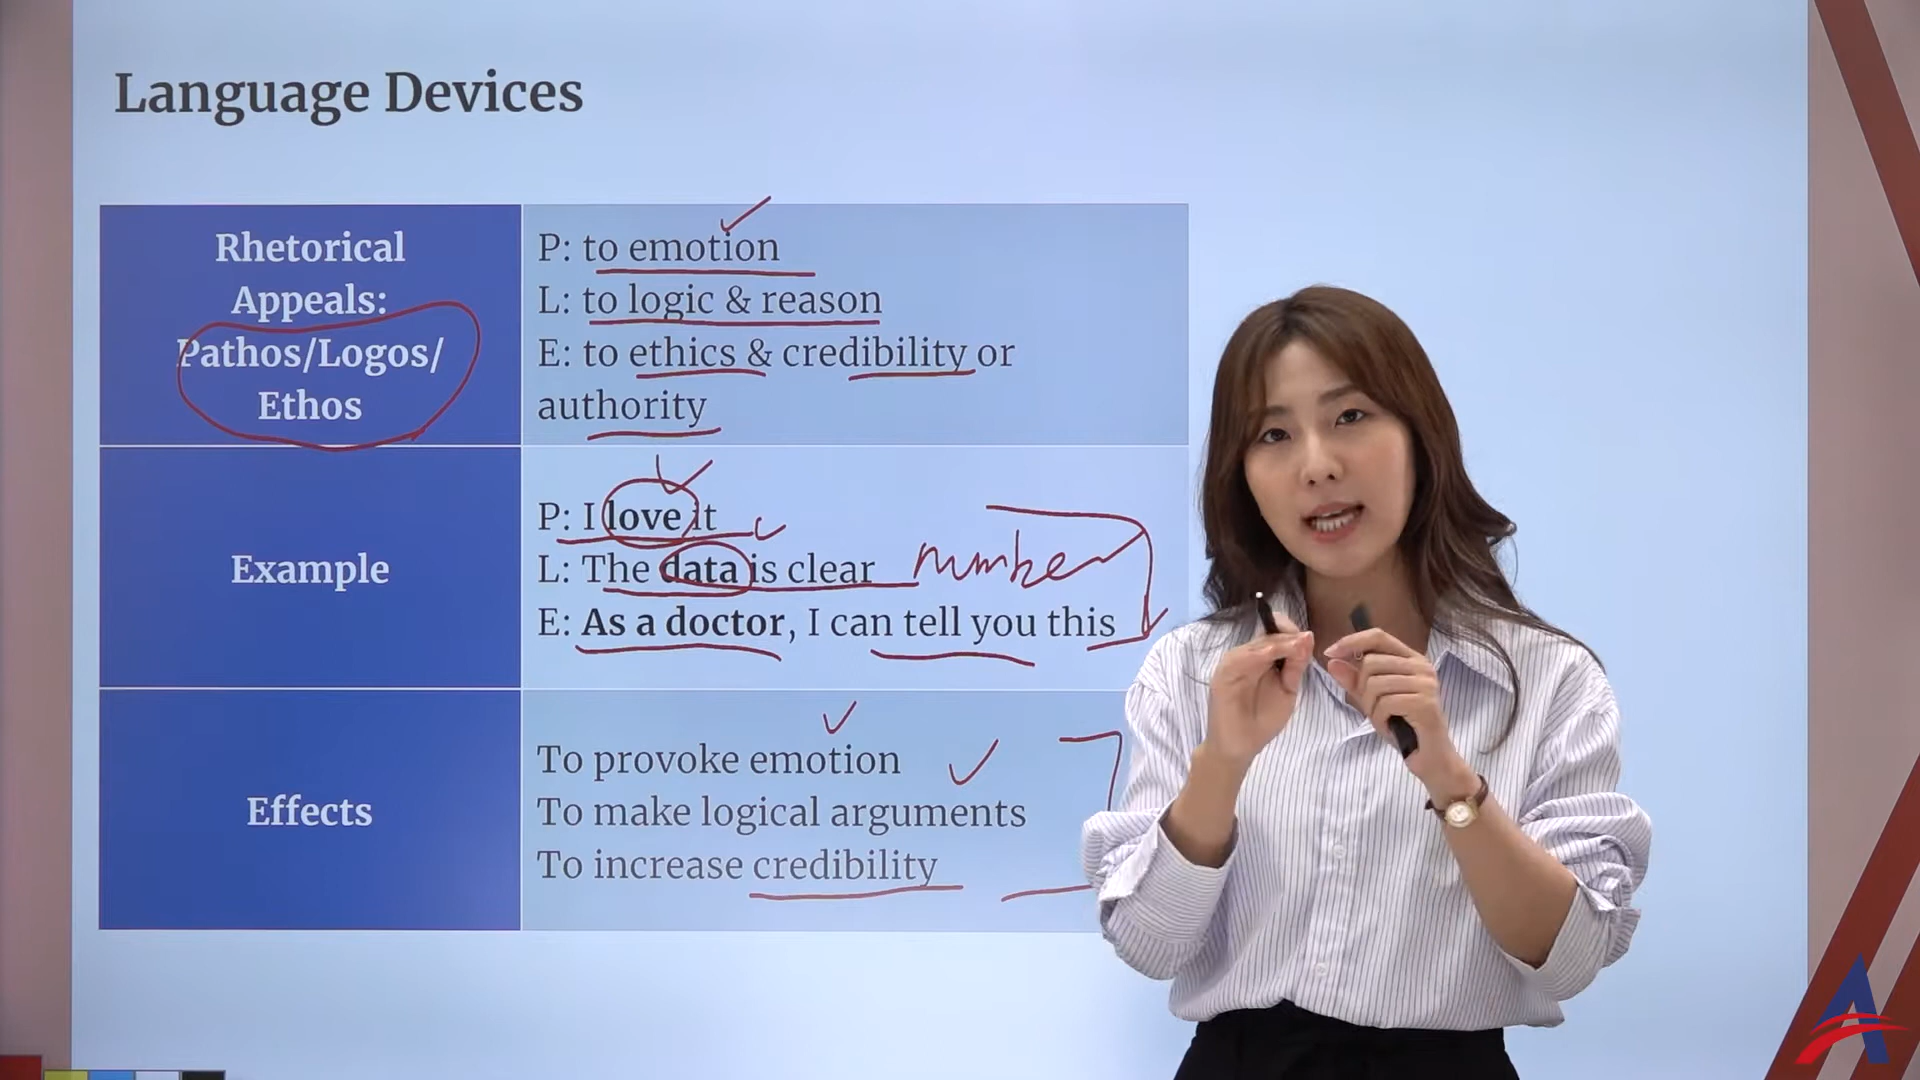 Language Devices
Rhetorical
Appeals:
Pathos/Logos/
Ethos
P: to emotion
L: to logic & reason
E: to ethics & credibility or
authority
Example
P: I love it
L: The data is clear
number
E: As a doctor, I can tell you this
Effects
To provoke emotion
To make logical arguments
To increase credibility